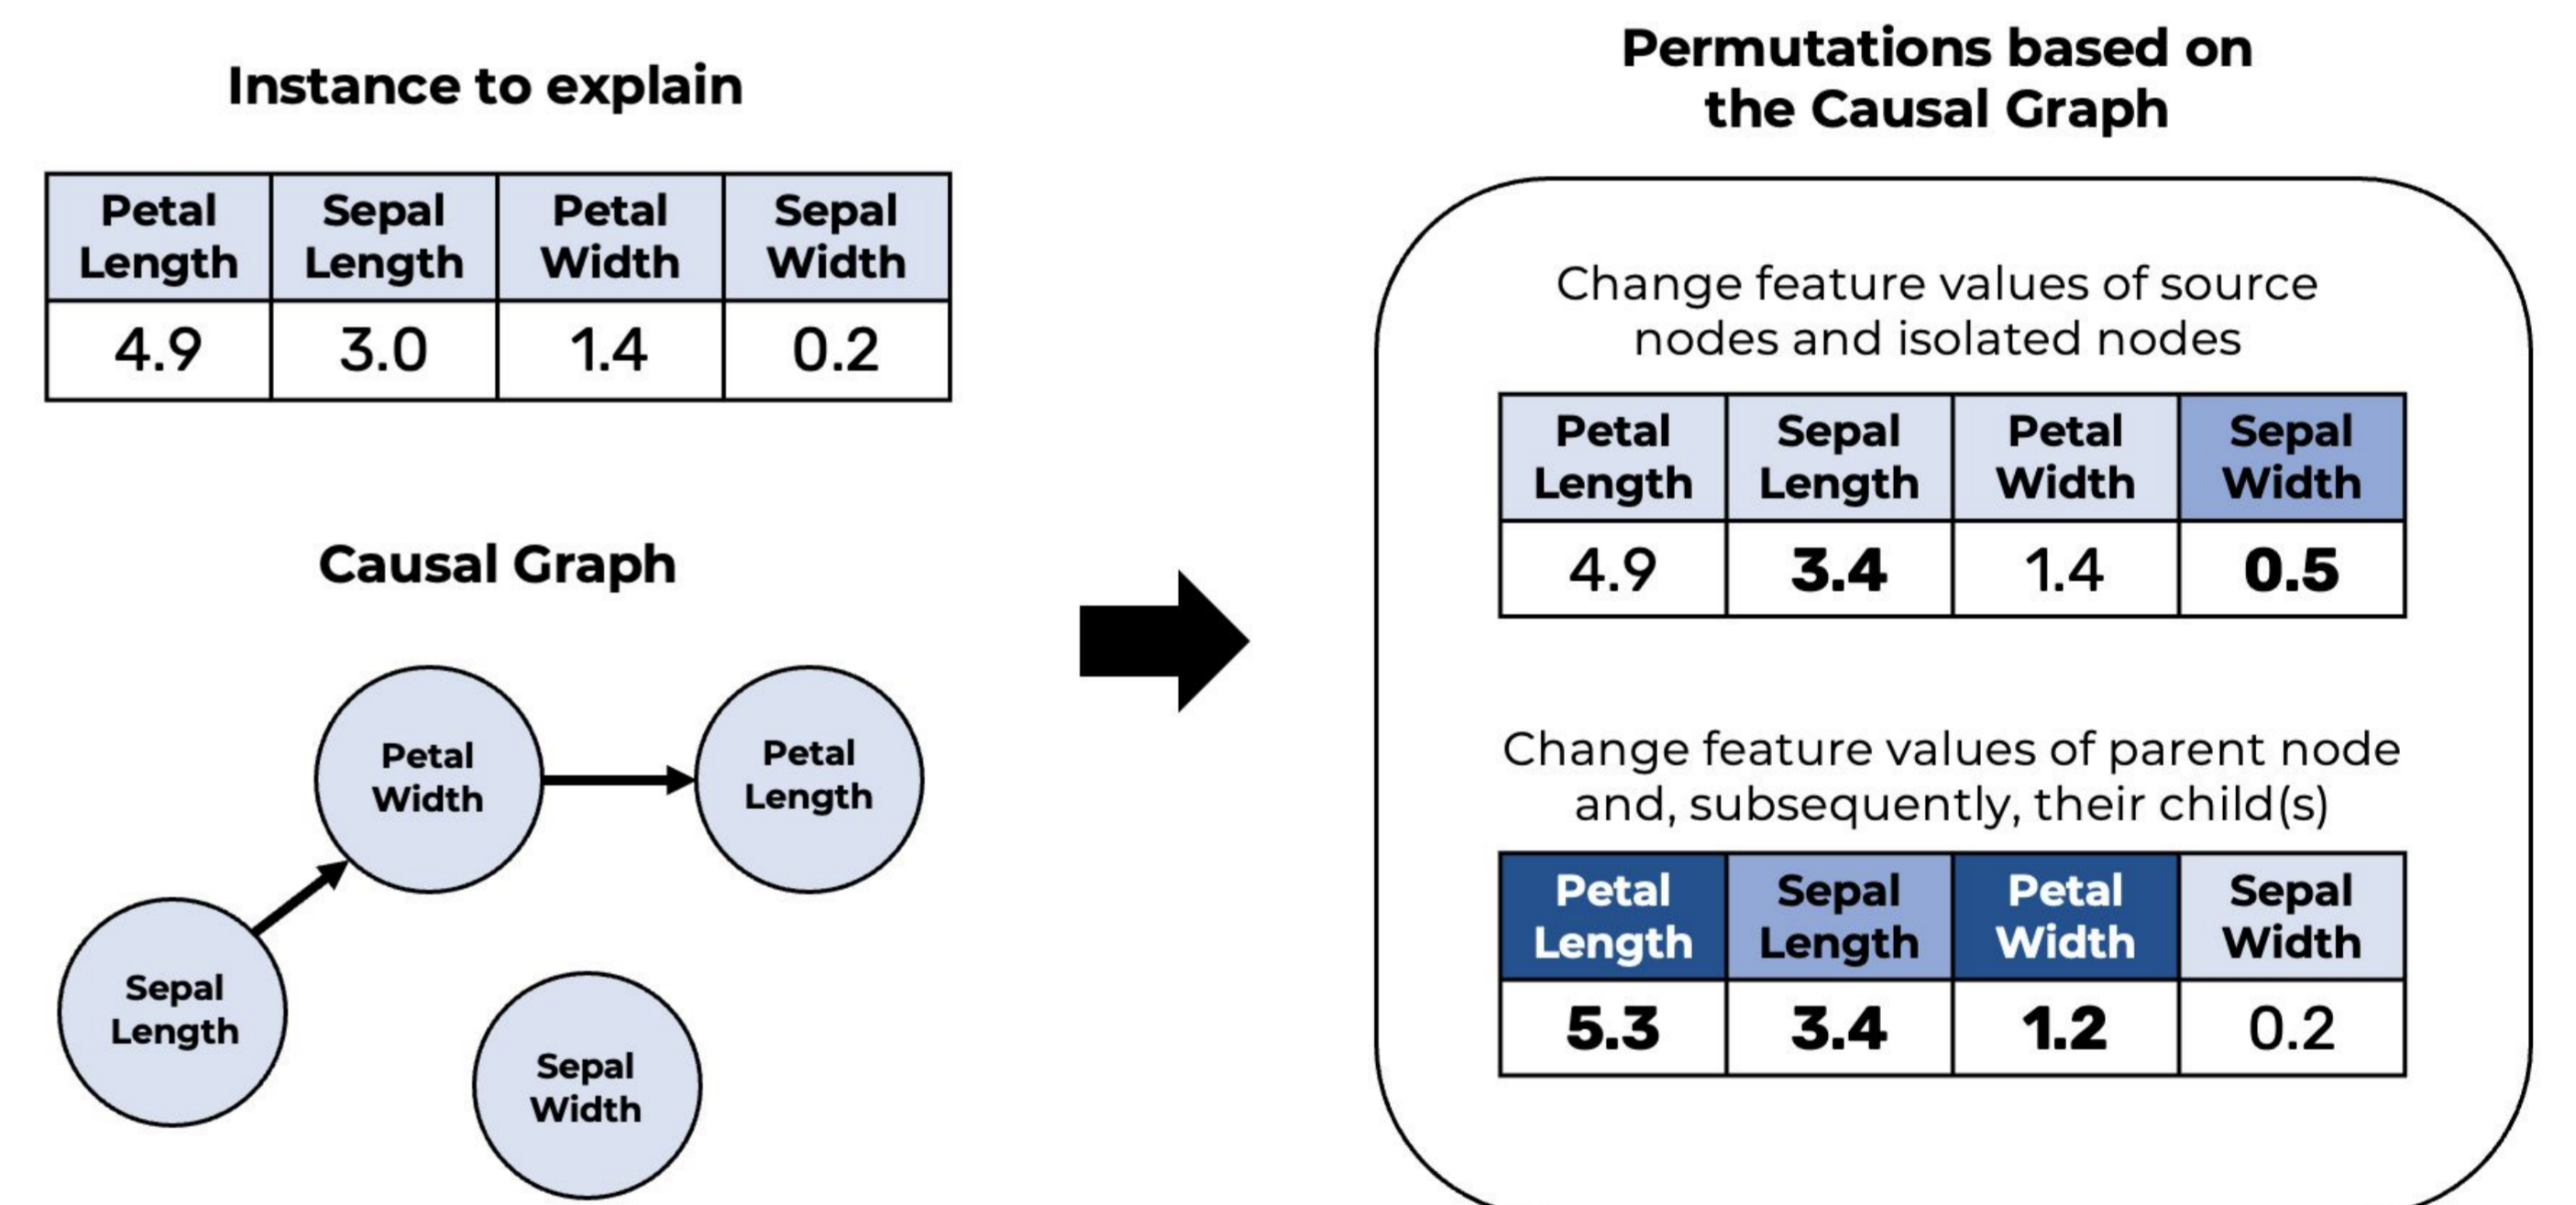 Instance to explain
Petal Length Sepal Length Petal Width Sepal Width
4.9 3.0 1.4 0.2
Causal Graph
Petal
Width
Petal
Length
Sepal
Length
Sepal
Width
Permutations based on
the Causal Graph
Change feature values of source
nodes and isolated nodes
Petal Length Sepal Length Petal Width Sepal Width
4.9 3.4 1.4 0.5
Change feature values of parent node
and, subsequently, their child(s)
Petal Length Sepal Length Petal Width Sepal Width
5.3 3.4 1.2 0.2